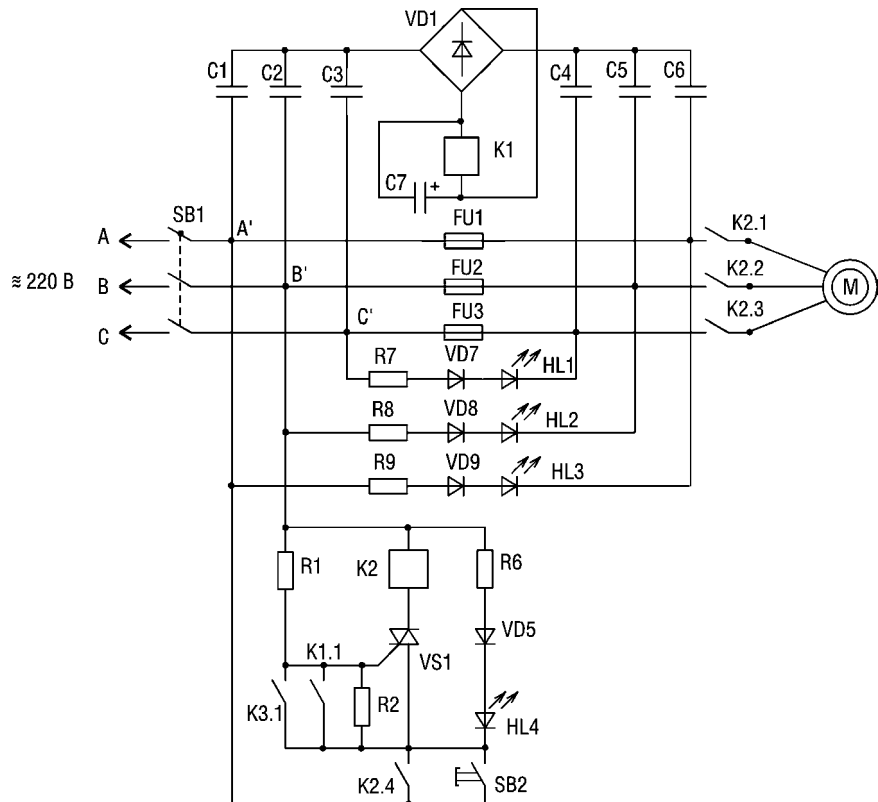 VD1
C1 C2 C3 C4 C5 C6
K1
C7 +
SB1 A' FU1 K2.1
A
B' FU2 K2.2
≈ 220 В B M
C' FU3 K2.3
C
R7 VD7 HL1
R8 VD8 HL2
R9 VD9 HL3
R1 K2 R6
VD5
K1.1 VS1
K3.1 R2 HL4
K2.4 SB2